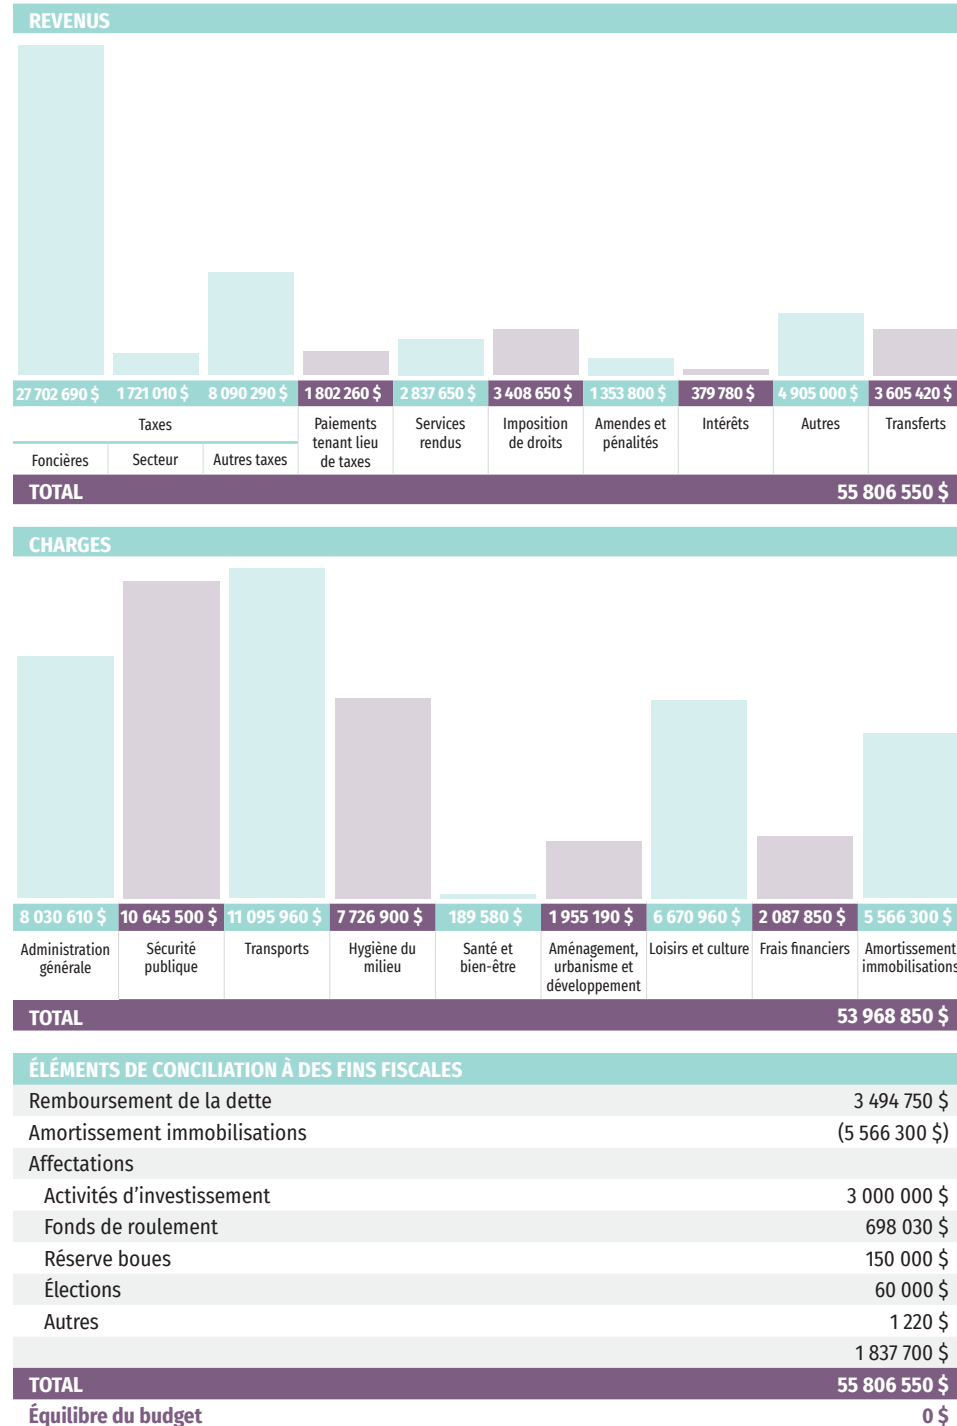 REVENUS
27 702 690 $ 1 721 010 $ 8 090 290 $ 1 802 260 $ 2 837 650 $ 3 408 650 $ 1 353 800 $ 379 780 $ 4 905 000 $ 3 605 420 $
Taxes
Foncières Secteur Autres taxes
Paiements
tenant lieu
de taxes
Services
rendus
Imposition
de droits
Amendes et
pénalités
Intérêts
Autres
Transferts
TOTAL 55 806 550 $
CHARGES
8 030 610 $ 10 645 500 $ 11 095 960 $ 7 726 900 $ 189 580 $ 1 955 190 $ 6 670 960 $ 2 087 850 $ 5 566 300 $
Administration
générale
Sécurité
publique
Transports
Hygiène du
milieu
Santé et
bien-être
Aménagement,
urbanisme et
développement
Loisirs et culture
Frais financiers
Amortissement
immobilisations
TOTAL 53 968 850 $
ÉLÉMENTS DE CONCILIATION À DES FINS FISCALES
Remboursement de la dette 3 494 750 $
Amortissement immobilisations (5 566 300 $)
Affectations
Activités d'investissement 3 000 000 $
Fonds de roulement 698 030 $
Réserve boues 150 000 $
Élections 60 000 $
Autres 1 220 $
1 837 700 $
TOTAL 55 806 550 $
Équilibre du budget 0 $